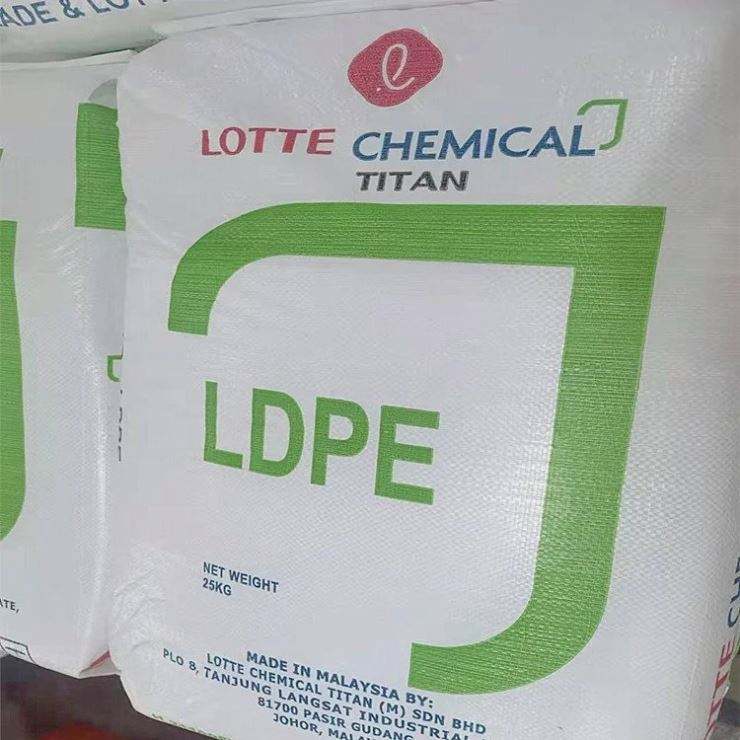 ADE &
LOTTE CHEMICAL
TITAN
LDPE
NET WEIGHT
25KG
MADE IN MALAYSIA BY:
LOTTE CHEMICAL TITAN (M) SDN BHD
PLO 8, TANJUNG LANGSAT INDUSTRIAL
81700 PASIR GUDANG
JOHOR,